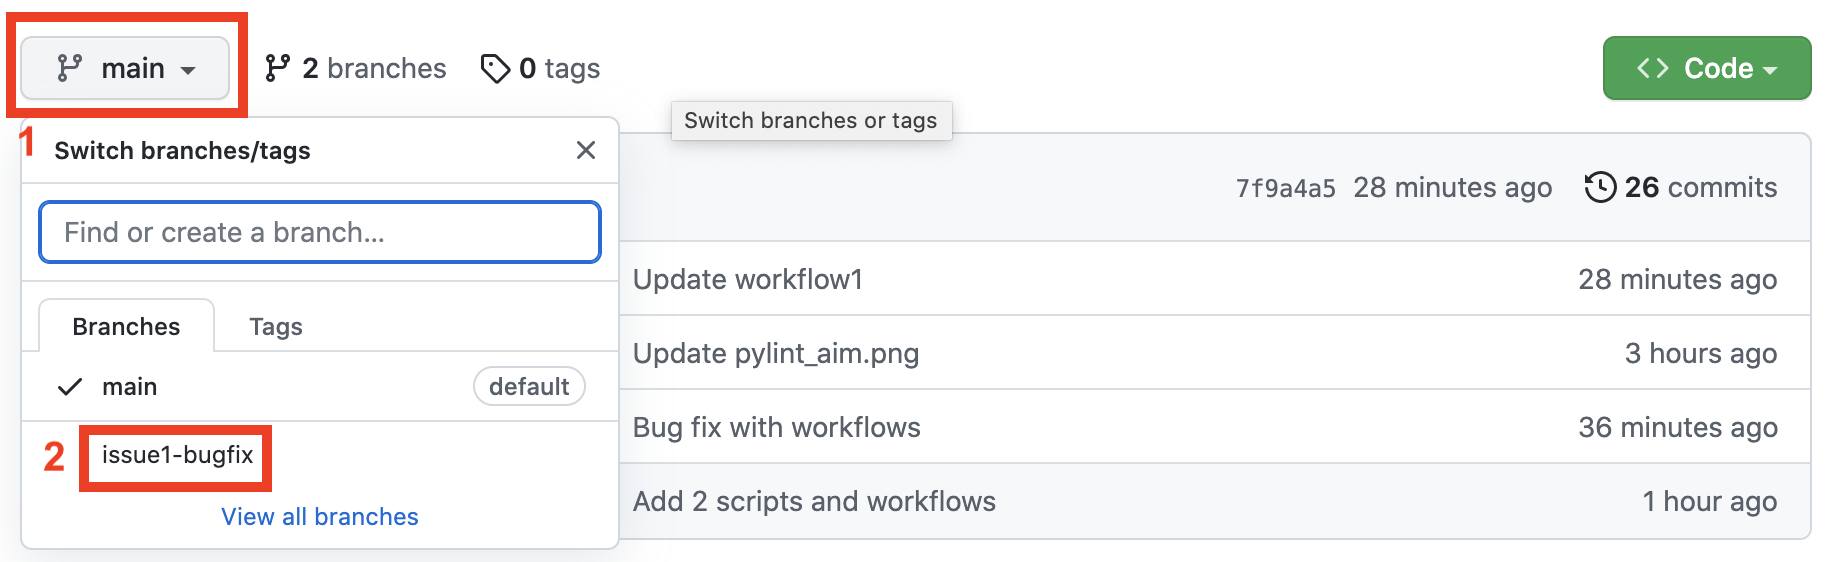 main
2 branches
0 tags
Code
Switch branches or tags
1
Switch branches/tags
7f9a4a5 28 minutes ago 26 commits
Find or create a branch...
Update workflow1 28 minutes ago
Branches Tags
Update pylint_aim.png 3 hours ago
main default
Bug fix with workflows 36 minutes ago
2 issue1-bugfix
Add 2 scripts and workflows 1 hour ago
View all branches